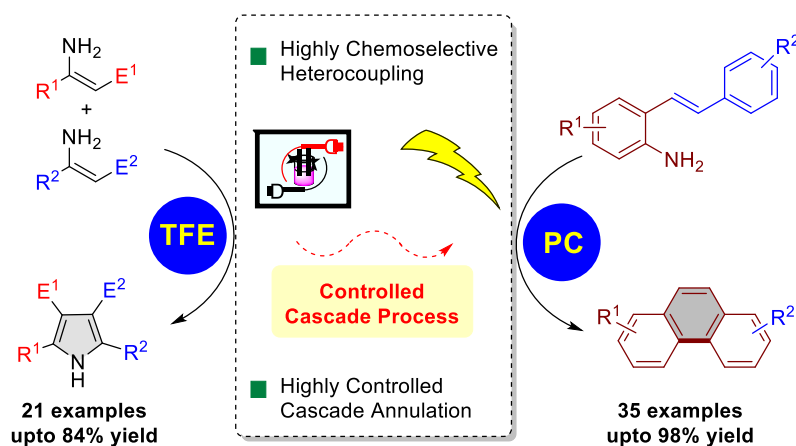 NH₂
R¹
E¹
+
NH₂
R²
E²
TFE
E¹
E²
R¹
R²
N
H
21 examples
upto 84% yield
Highly Chemoselective
Heterocoupling
Controlled
Cascade Process
Highly Controlled
Cascade Annulation
R²
R¹
NH₂
PC
R¹
R²
35 examples
upto 98% yield